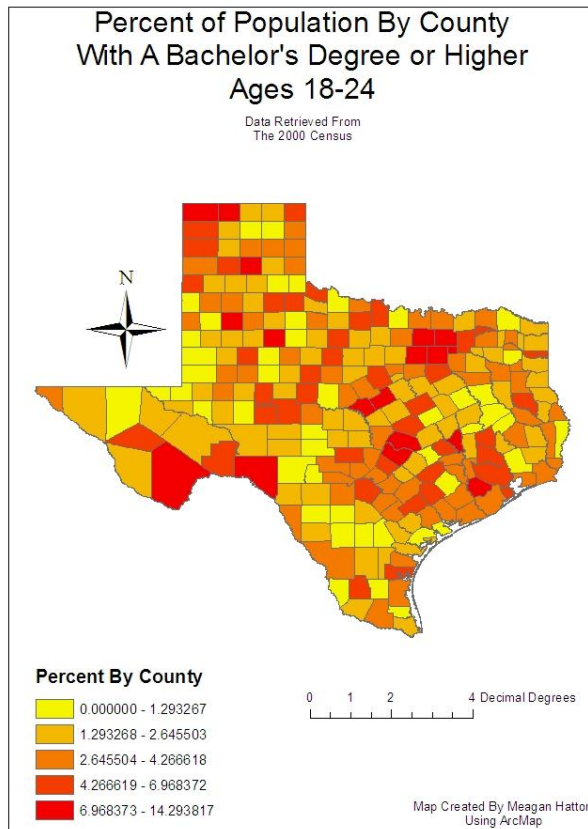 Percent of Population By County
With A Bachelor's Degree or Higher
Ages 18-24
Data Retrieved From
The 2000 Census
N
Percent By County
0.000000 - 1.293267
1.293268 - 2.645503
2.645504 - 4.266618
4.266619 - 6.968372
6.968373 - 14.293817
0 1 2 4 Decimal Degrees
Map Created By Meagan Hatton
Using ArcMap